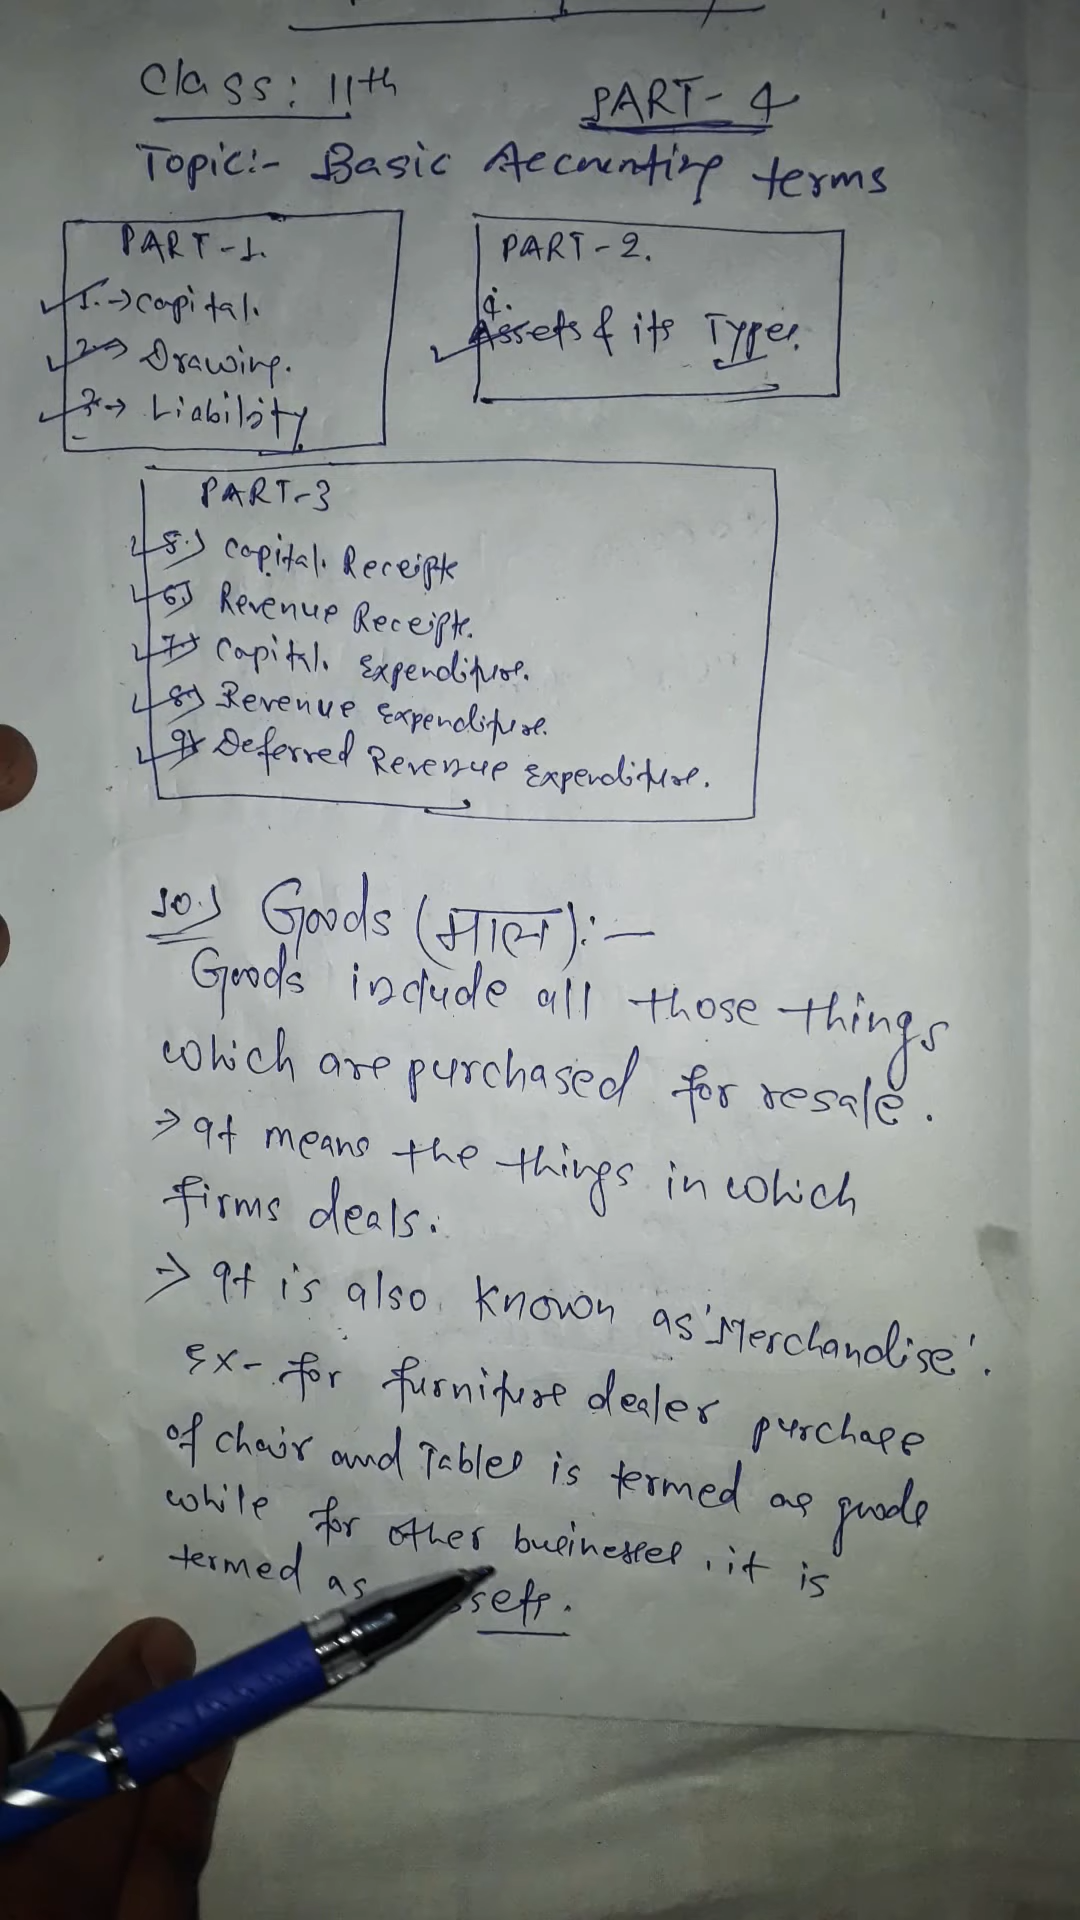 Class: 11th
PART-4
Topic:- Basic Accounting terms
PART-1.
1.→Capital.
2→ Drawing.
3→ Liability
PART-2.
4.
Assets & its Types.
PART-3
5.) Capital Receipts
6) Revenue Receipts.
7) Capital Expenditure.
8) Revenue Expenditure.
9) Deferred Revenue Expenditure.
10.) Goods (माल):-
Goods include all those things
which are purchased for resale.
→ It means the things in which
firms deals.
→ It is also known as 'Merchandise'.
Ex- for furniture dealer purchase
of chair and Tables is termed as goods
while for other businesses, it is
termed as ssets.